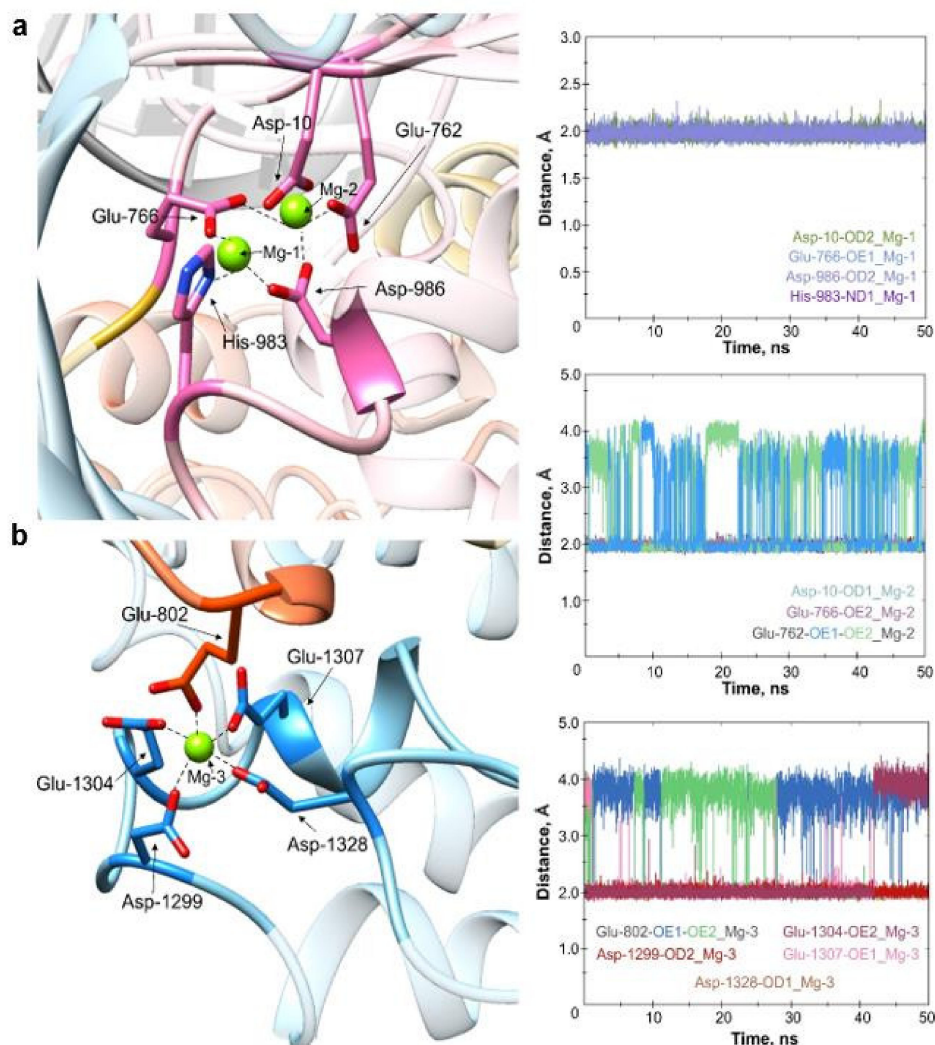 a
Asp-10
Glu-762
Mg-2
Glu-766
Mg-1
Asp-986
His-983
b
Glu-802
Glu-1307
Mg-3
Glu-1304
Asp-1328
Asp-1299
3.0
2.5
2.0
1.5
1.0
0.5
Distance, Å
Asp-10-OD2_Mg-1
Glu-766-OE1_Mg-1
Asp-986-OD2_Mg-1
His-983-ND1_Mg-1
10 20 30 40 50
Time, ns
5.0
4.0
3.0
2.0
1.0
Distance, Å
Asp-10-OD1_Mg-2
Glu-766-OE2_Mg-2
Glu-762-OE1-OE2_Mg-2
10 20 30 40 50
Time, ns
5.0
4.0
3.0
2.0
1.0
Distance, Å
Glu-802-OE1-OE2_Mg-3 Glu-1304-OE2_Mg-3
Asp-1299-OD2_Mg-3 Glu-1307-OE1_Mg-3
Asp-1328-OD1_Mg-3
0 10 20 30 40 50
Time, ns